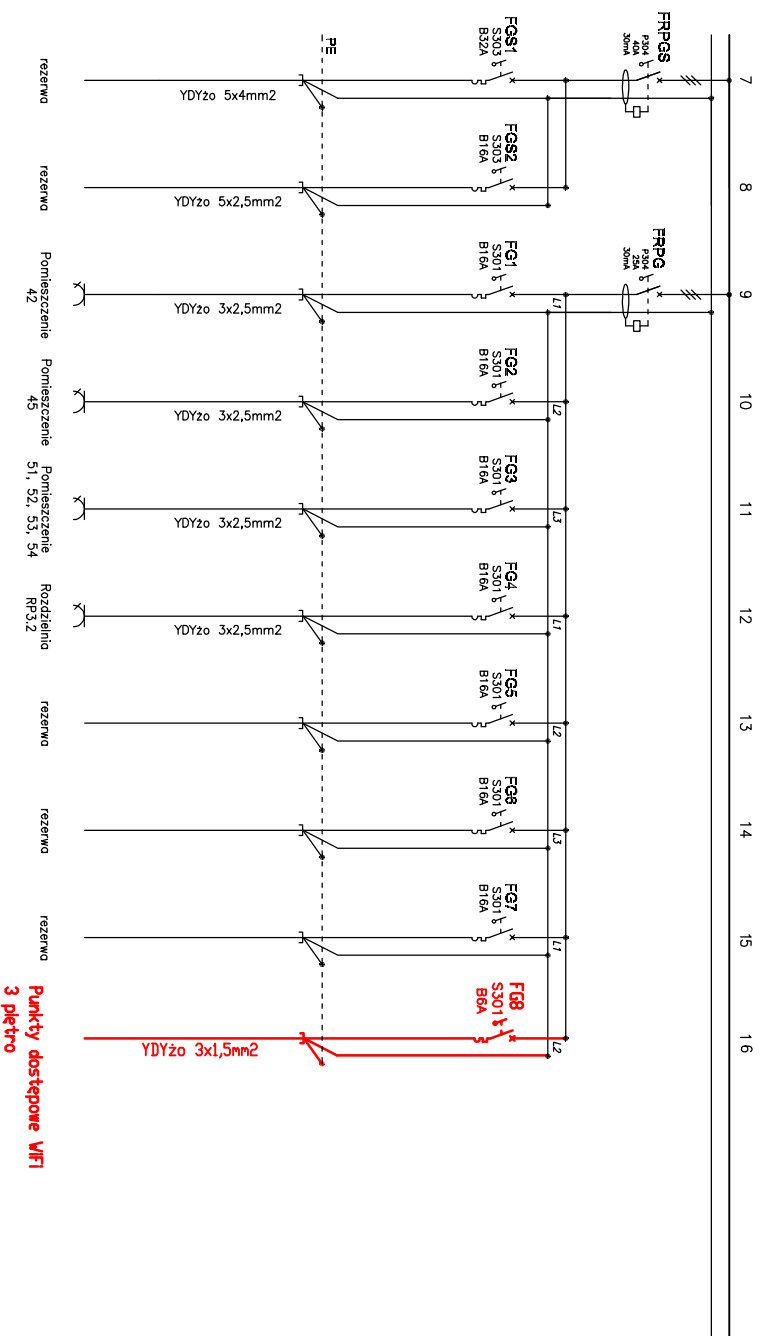 7
8
9
10
11
12
13
14
15
16
FRPGS
P304
40A
30mA
FRPG
P304
25A
30mA
L1
L2
L3
L1
L2
L3
L1
L2
FGS1
S303
B32A
FGS2
S303
B16A
FG1
S301
B16A
FG2
S301
B16A
FG3
S301
B16A
FG4
S301
B16A
FG5
S301
B16A
FG6
S301
B16A
FG7
S301
B16A
FG8
S301
B6A
PE
YDYżo 5x4mm2
YDYżo 5x2,5mm2
YDYżo 3x2,5mm2
YDYżo 3x2,5mm2
YDYżo 3x2,5mm2
YDYżo 3x2,5mm2
YDYżo 3x1,5mm2
rezerwa
rezerwa
Pomieszczenie
42
Pomieszczenie
45
Pomieszczenie
51, 52, 53, 54
Rozdzielnia
RP3.2
rezerwa
rezerwa
rezerwa
Punkty dostępowe WiFi
3 piętro